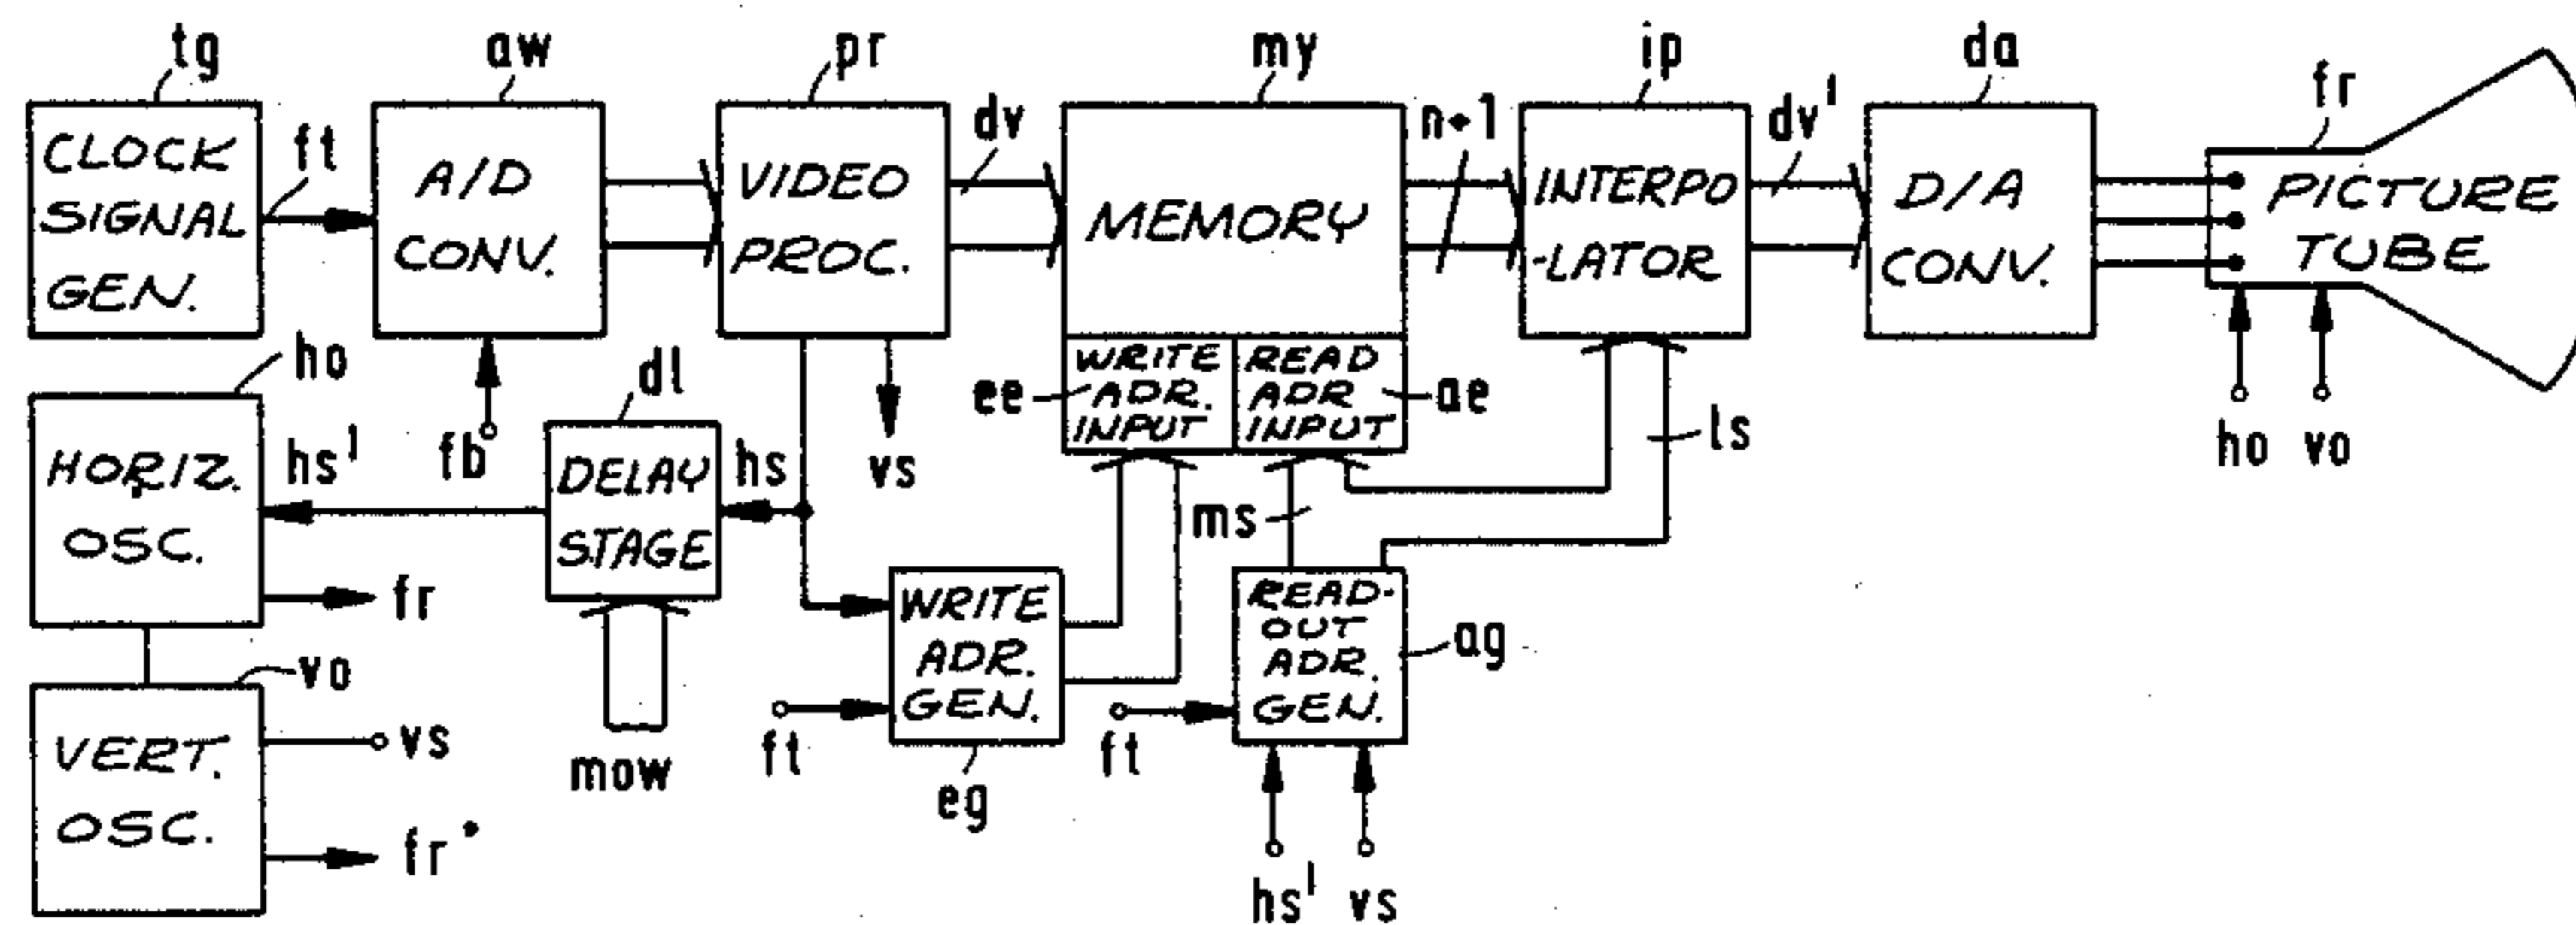 tg
aw
pr
my
ip
da
fr
CLOCK
SIGNAL
GEN.
ft
A/D
CONV.
VIDEO
PROC.
dv
MEMORY
n+1
INTERPO
-LATOR
dv'
D/A
CONV.
PICTURE
TUBE
ho
HORIZ.
OSC.
hs'
fb
dl
DELAY
STAGE
hs
vs
ee
WRITE
ADR.
INPUT
READ
ADR
INPUT
ae
ls
ho
vo
fr
ms
WRITE
ADR.
GEN.
READ-
OUT
ADR.
GEN.
ag
vo
VERT.
OSC.
vs
fr
mow
ft
eg
ft
hs'
vs